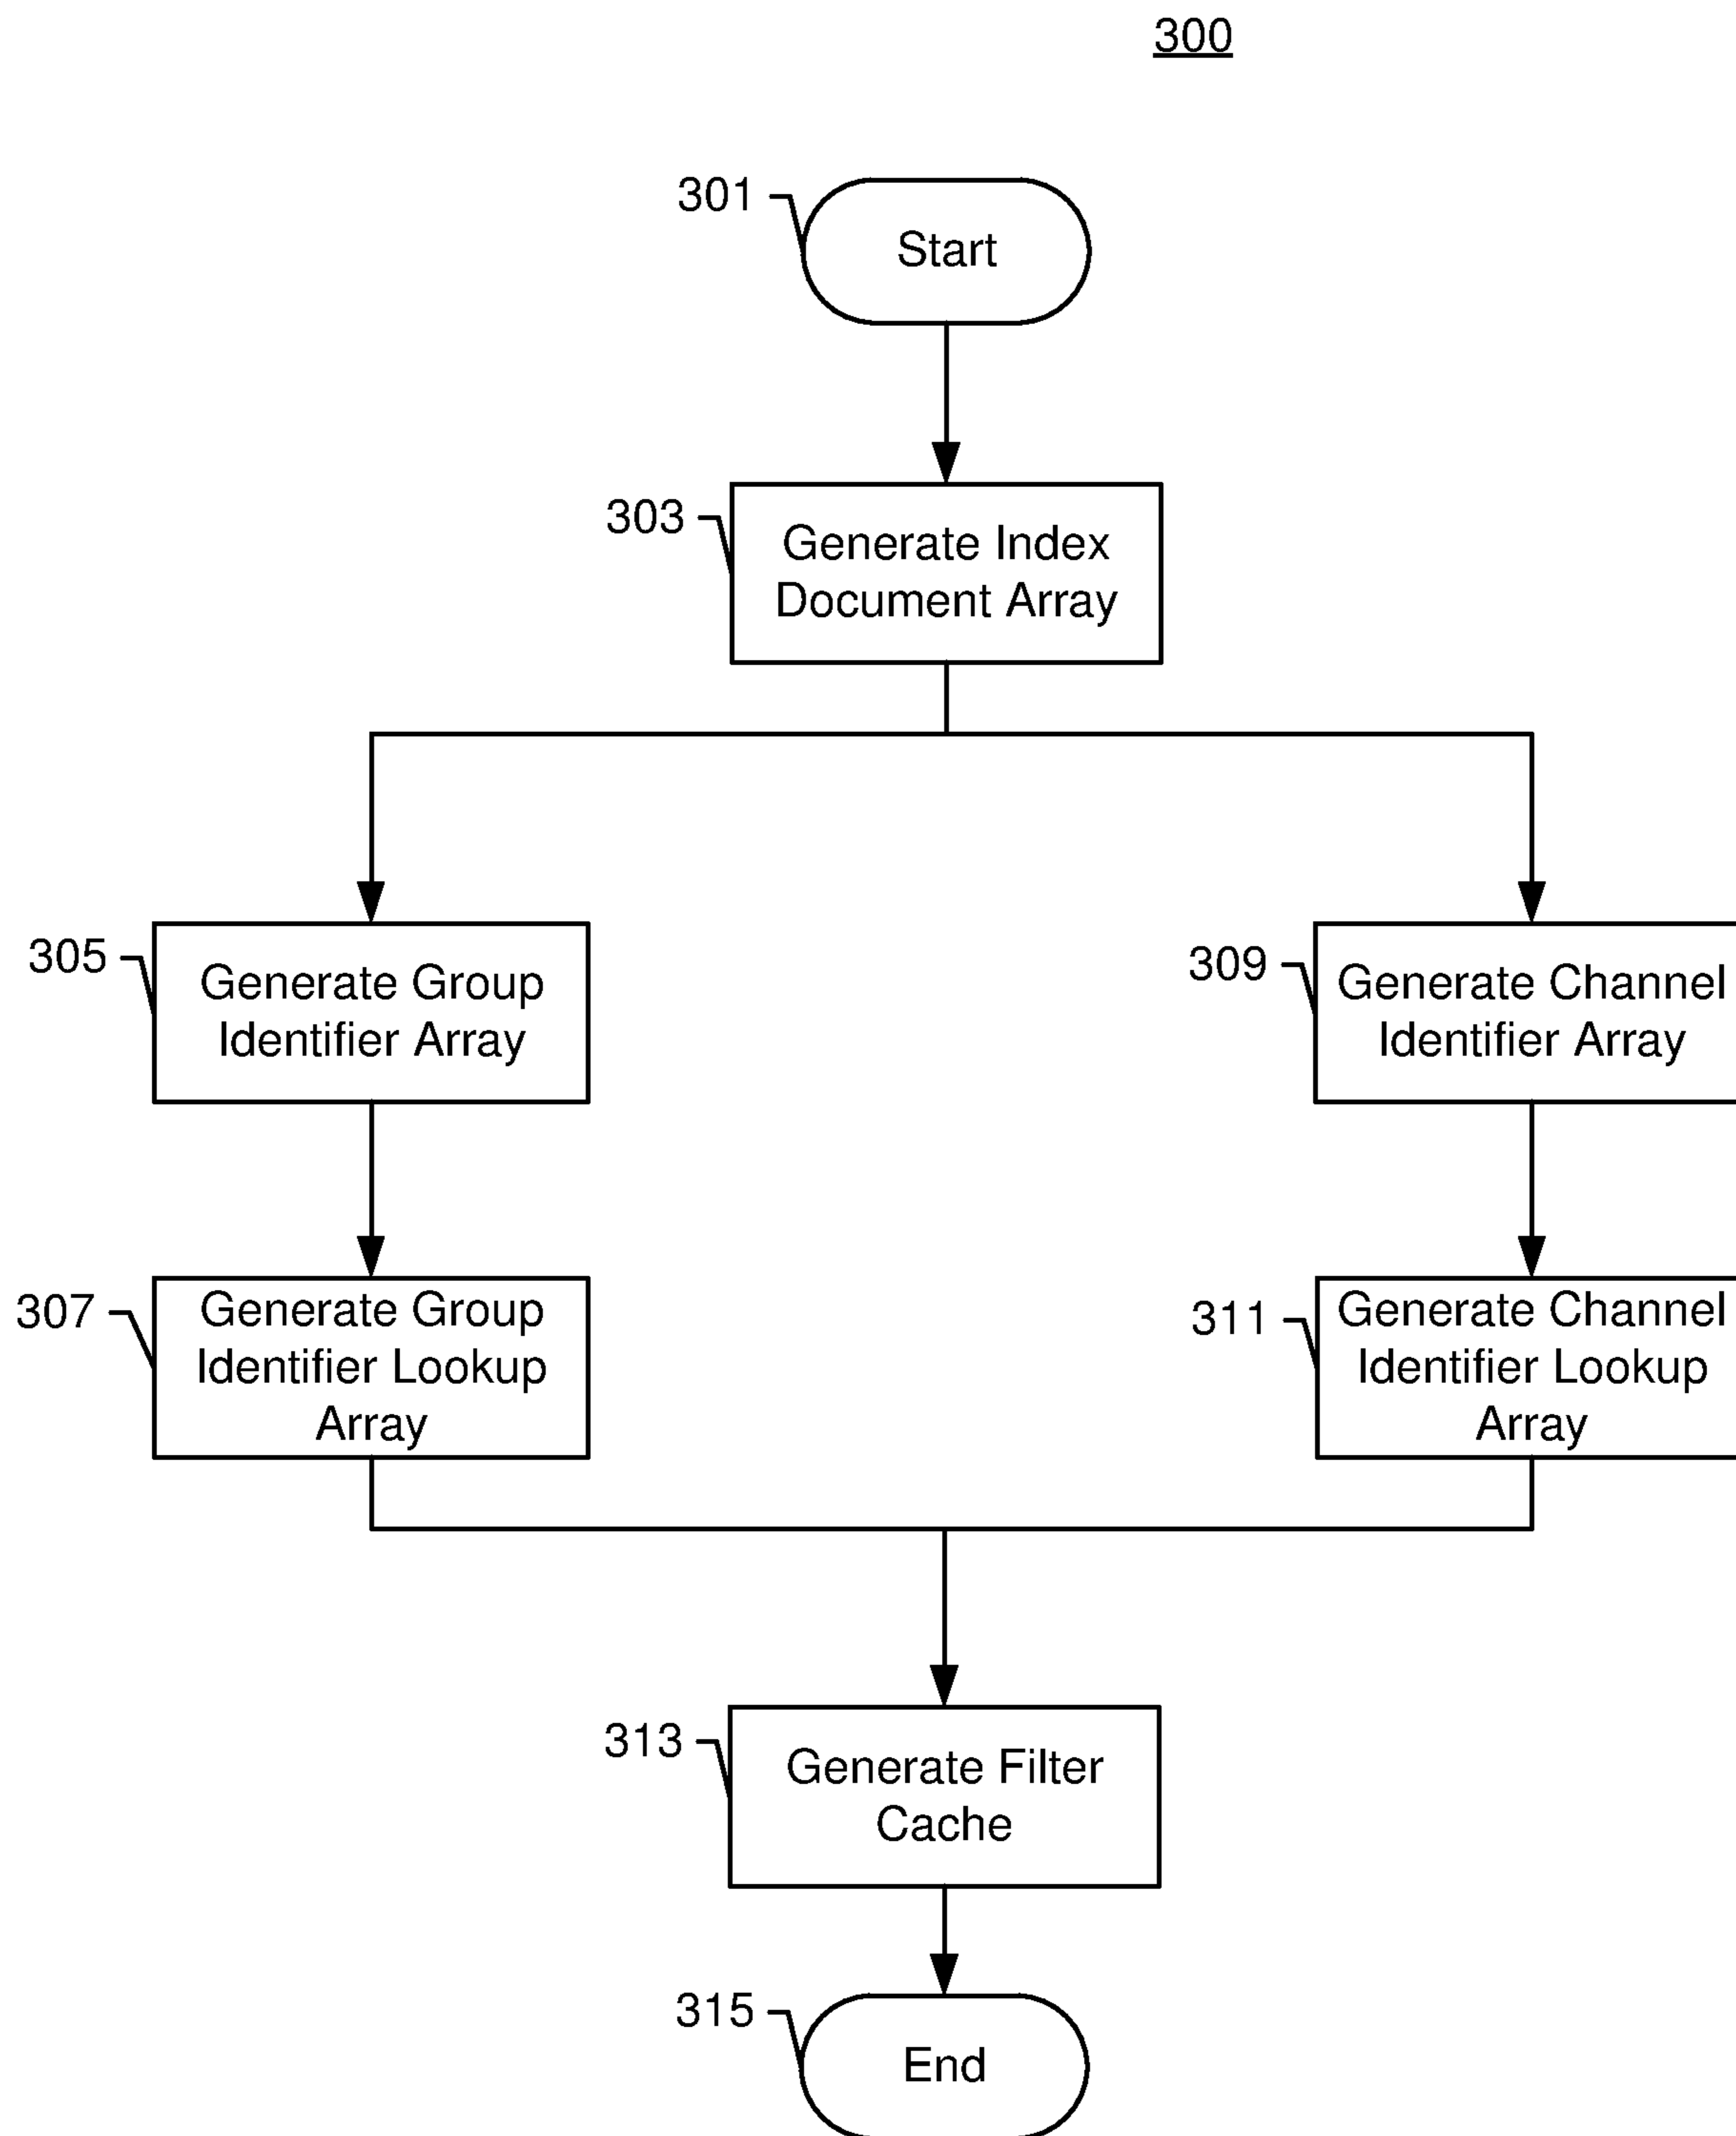 300
301
Start
303
Generate Index
Document Array
305
Generate Group
Identifier Array
309
Generate Channel
Identifier Array
307
Generate Group
Identifier Lookup
Array
311
Generate Channel
Identifier Lookup
Array
313
Generate Filter
Cache
315
End